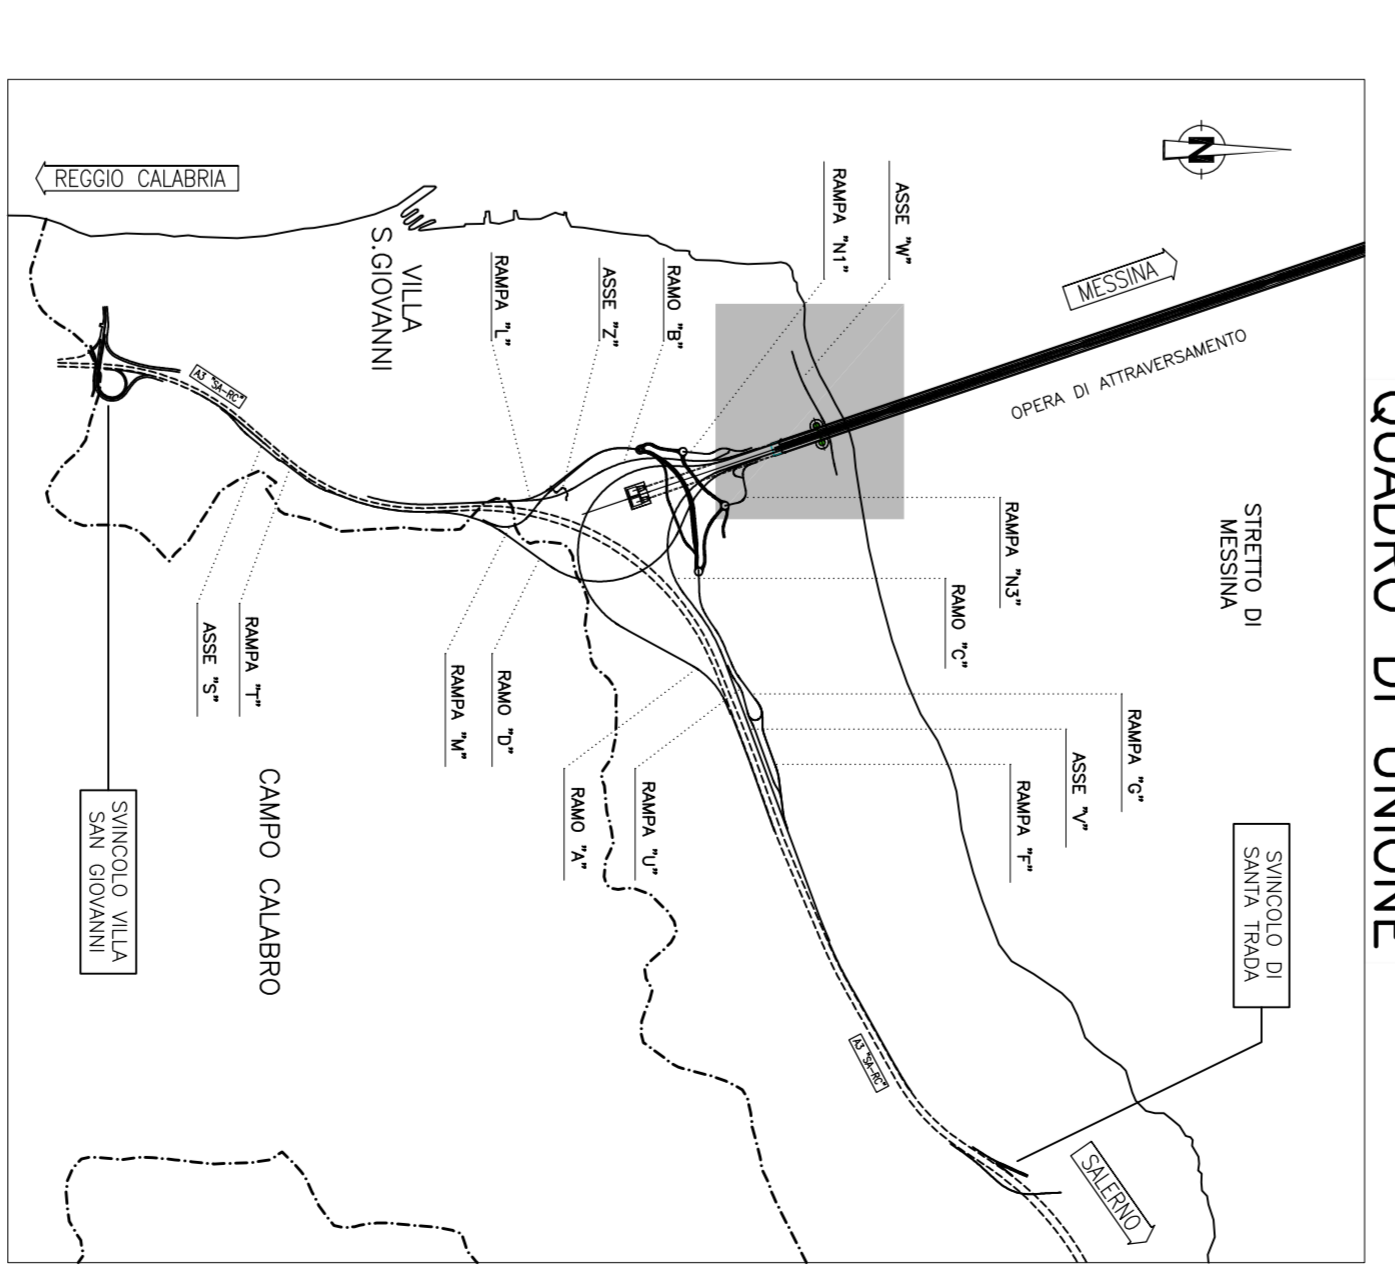 QUADRO DI UNIONE
N
REGGIO CALABRIA
MESSINA
OPERA DI ATTRAVERSAMENTO
STRETTO DI
MESSINA
VILLA
S.GIOVANNI
ASSE "W"
RAMPA "N1"
RAMO "B"
ASSE "Z"
RAMPA "L"
A3 "SA-RC"
RAMPA "N3"
RAMO "C"
RAMPA "G"
ASSE "V"
RAMPA "F"
RAMPA "T"
ASSE "S"
RAMO "D"
RAMPA "M"
RAMPA "U"
RAMO "A"
CAMPO CALABRO
SVINCOLO VILLA
SAN GIOVANNI
SVINCOLO DI
SANTA TRADA
A3 "SA-RC"
SALERNO